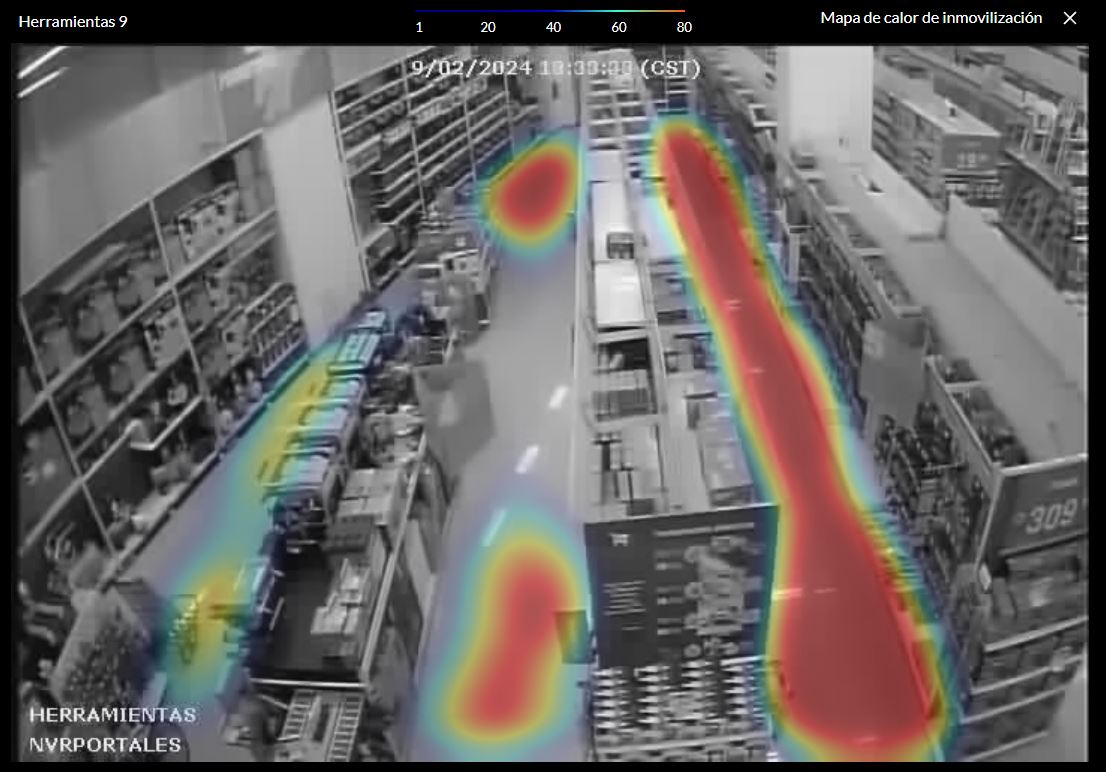 Herramientas 9
1 20 40 60 80
Mapa de calor de inmovilización
9/02/2024 (CST)
309
HERRAMIENTAS
NVRPORTALES